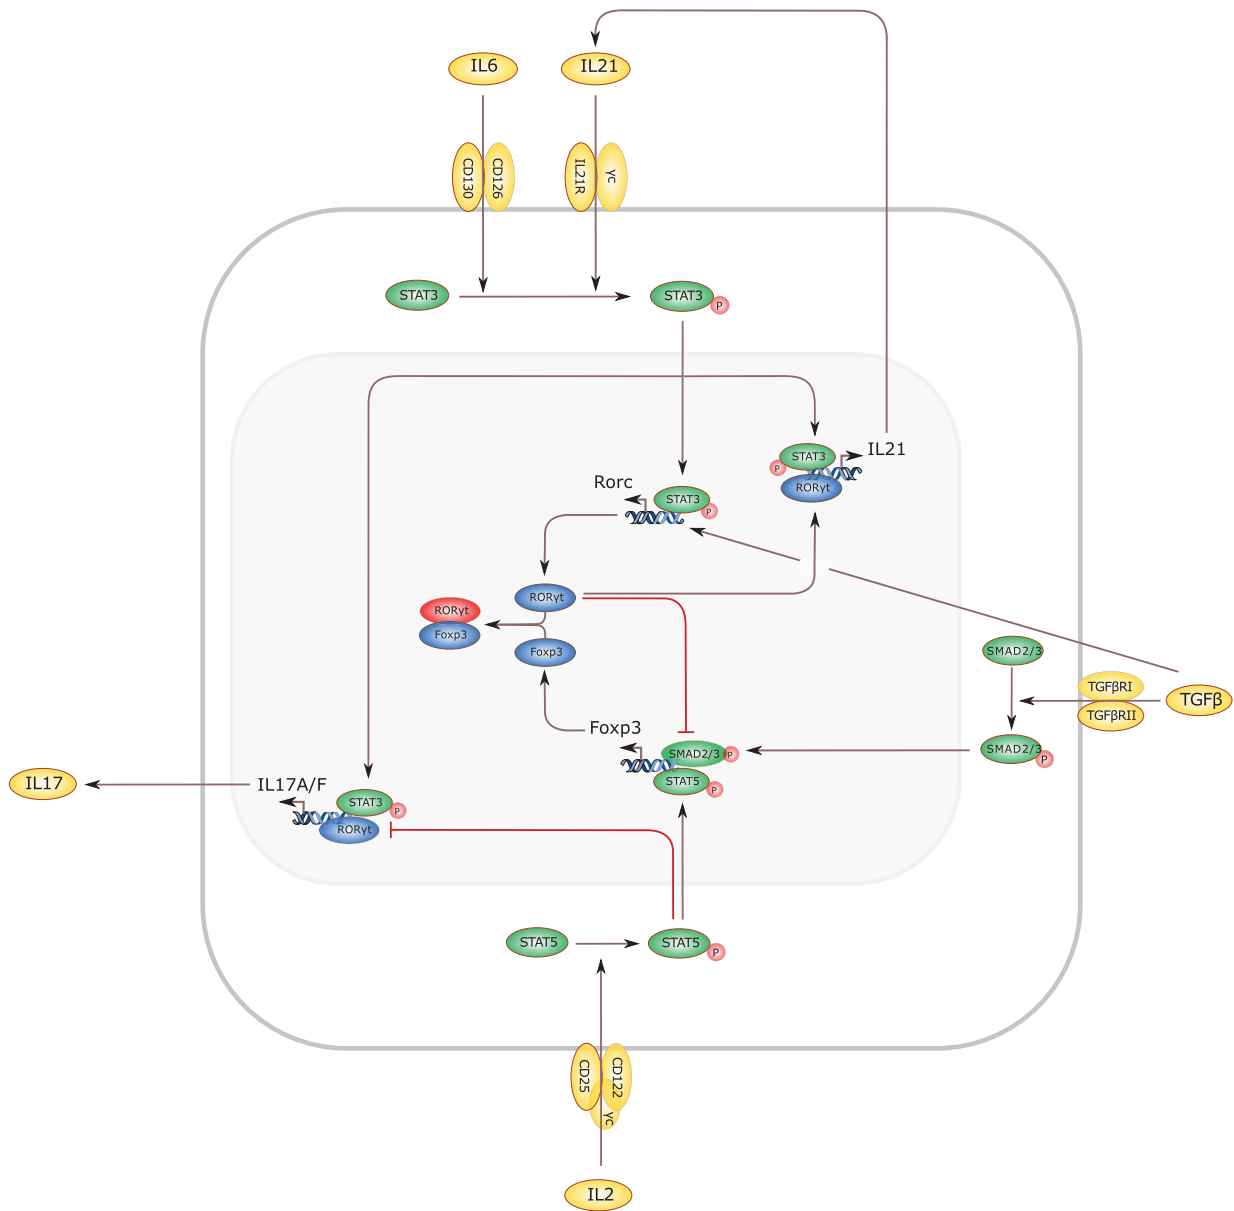 IL6
IL21
CD130
CD126
IL21R
γc
STAT3
STAT3
P
IL21
STAT3
P
RORγt
Rorc
STAT3
P
RORγt
RORγt
Foxp3
Foxp3
SMAD2/3
TGFβRI
TGFβ
TGFβRII
Foxp3
SMAD2/3
P
SMAD2/3
P
STAT5
P
IL17
IL17A/F
STAT3
P
RORγt
STAT5
STAT5
P
CD25
CD122
γc
IL2